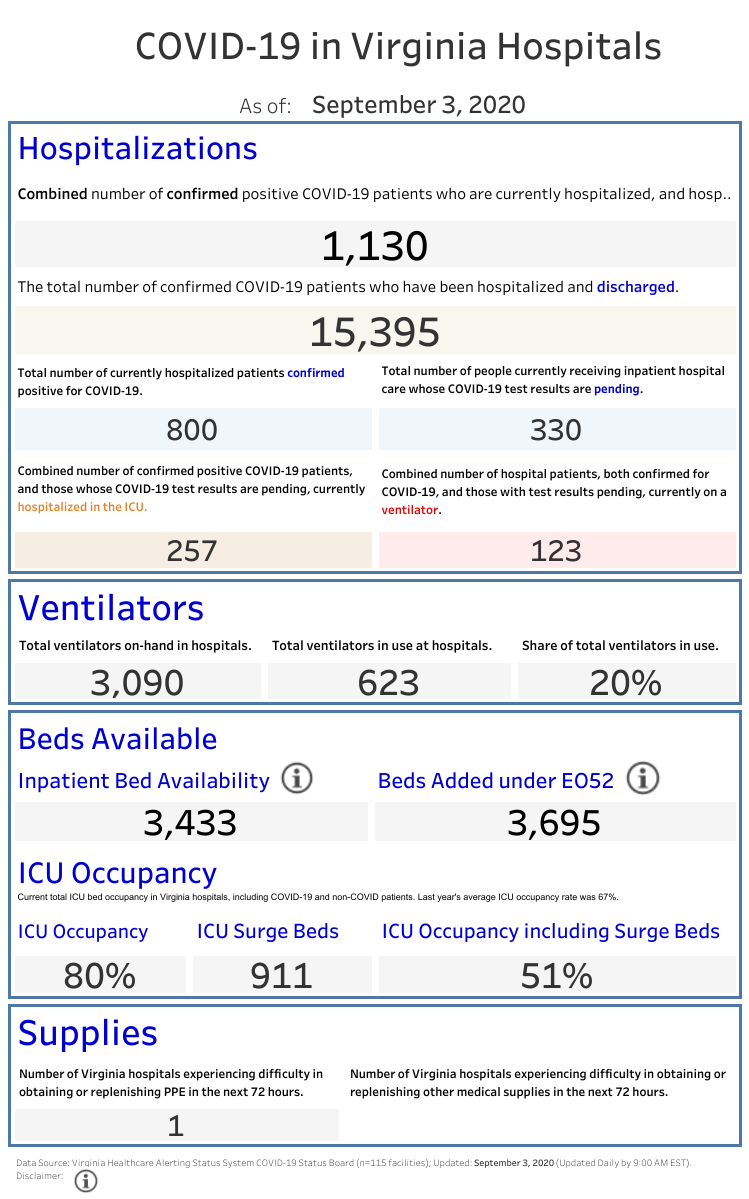 COVID-19 in Virginia Hospitals
As of: September 3, 2020
Hospitalizations
Combined number of confirmed positive COVID-19 patients who are currently hospitalized, and hosp..
1,130
The total number of confirmed COVID-19 patients who have been hospitalized and discharged.
15,395
Total number of currently hospitalized patients confirmed
positive for COVID-19.
Total number of people currently receiving inpatient hospital
care whose COVID-19 test results are pending.
800
330
Combined number of confirmed positive COVID-19 patients,
and those whose COVID-19 test results are pending, currently
hospitalized in the ICU.
Combined number of hospital patients, both confirmed for
COVID-19, and those with test results pending, currently on a
ventilator.
257
123
Ventilators
Total ventilators on-hand in hospitals.
Total ventilators in use at hospitals.
Share of total ventilators in use.
3,090
623
20%
Beds Available
Inpatient Bed Availability
Beds Added under EO52
3,433
3,695
ICU Occupancy
Current total ICU bed occupancy in Virginia hospitals, including COVID-19 and non-COVID patients. Last year's average ICU occupancy rate was 67%.
ICU Occupancy
ICU Surge Beds
ICU Occupancy including Surge Beds
80%
911
51%
Supplies
Number of Virginia hospitals experiencing difficulty in
obtaining or replenishing PPE in the next 72 hours.
Number of Virginia hospitals experiencing difficulty in obtaining or
replenishing other medical supplies in the next 72 hours.
1
Data Source: Virginia Healthcare Alerting Status System COVID-19 Status Board (n=115 facilities); Updated: September 3, 2020 (Updated Daily by 9:00 AM EST).
Disclaimer: